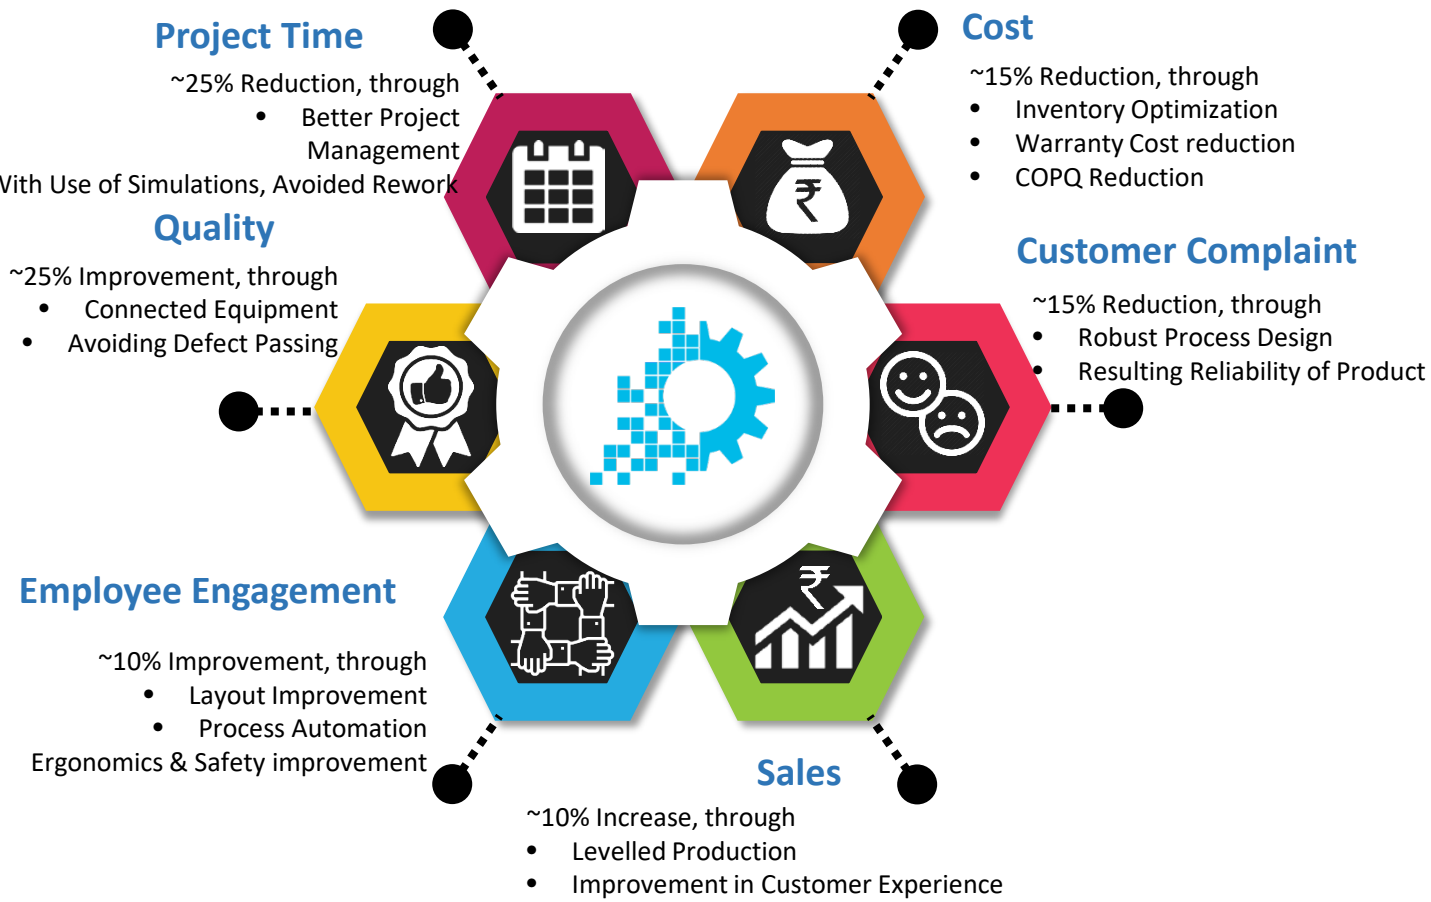 Project Time
~25% Reduction, through
• Better Project
Management
With Use of Simulations, Avoided Rework
Quality
~25% Improvement, through
• Connected Equipment
• Avoiding Defect Passing
Employee Engagement
~10% Improvement, through
• Layout Improvement
• Process Automation
Ergonomics & Safety improvement
Cost
~15% Reduction, through
• Inventory Optimization
• Warranty Cost reduction
• COPQ Reduction
₹
Customer Complaint
~15% Reduction, through
• Robust Process Design
• Resulting Reliability of Product
₹
Sales
~10% Increase, through
• Levelled Production
• Improvement in Customer Experience